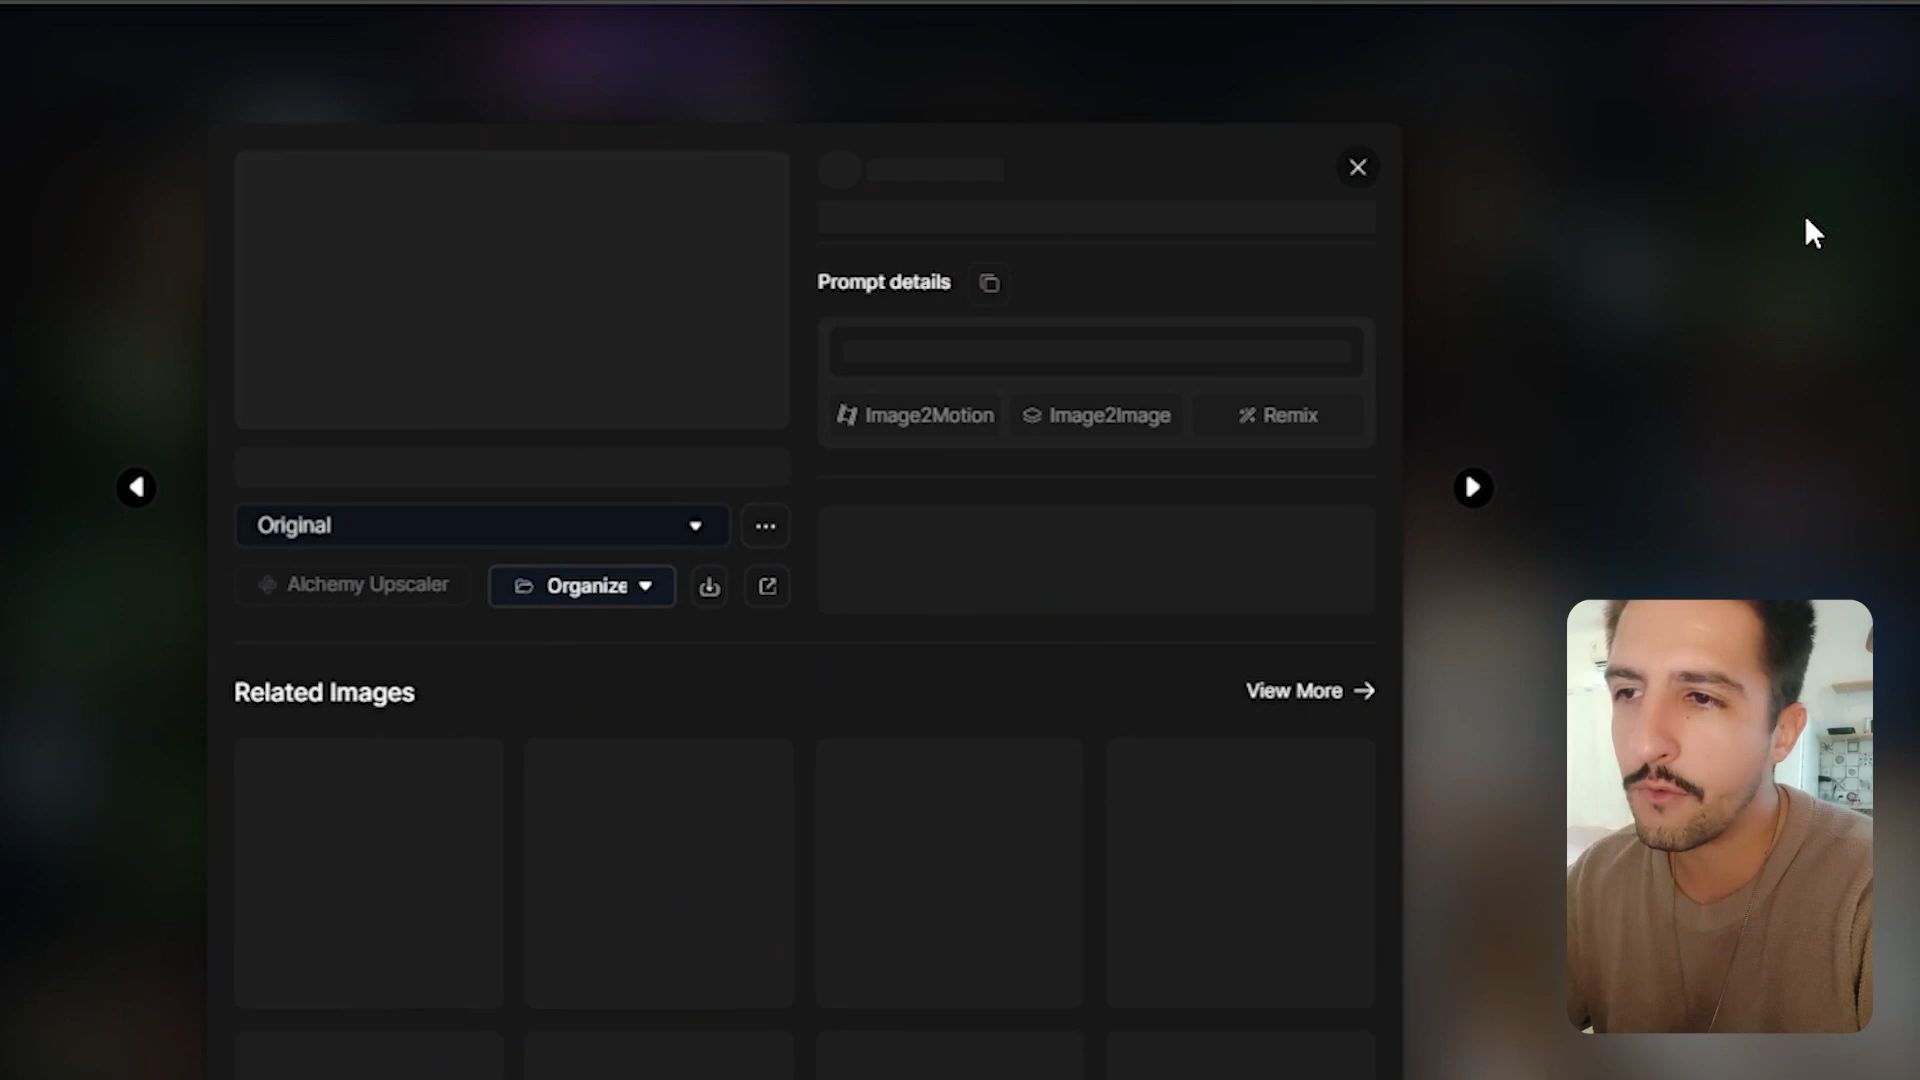 Prompt details
Image2Motion
Image2Image
Remix
Original
Alchemy Upscaler
Organize
Related Images
View More